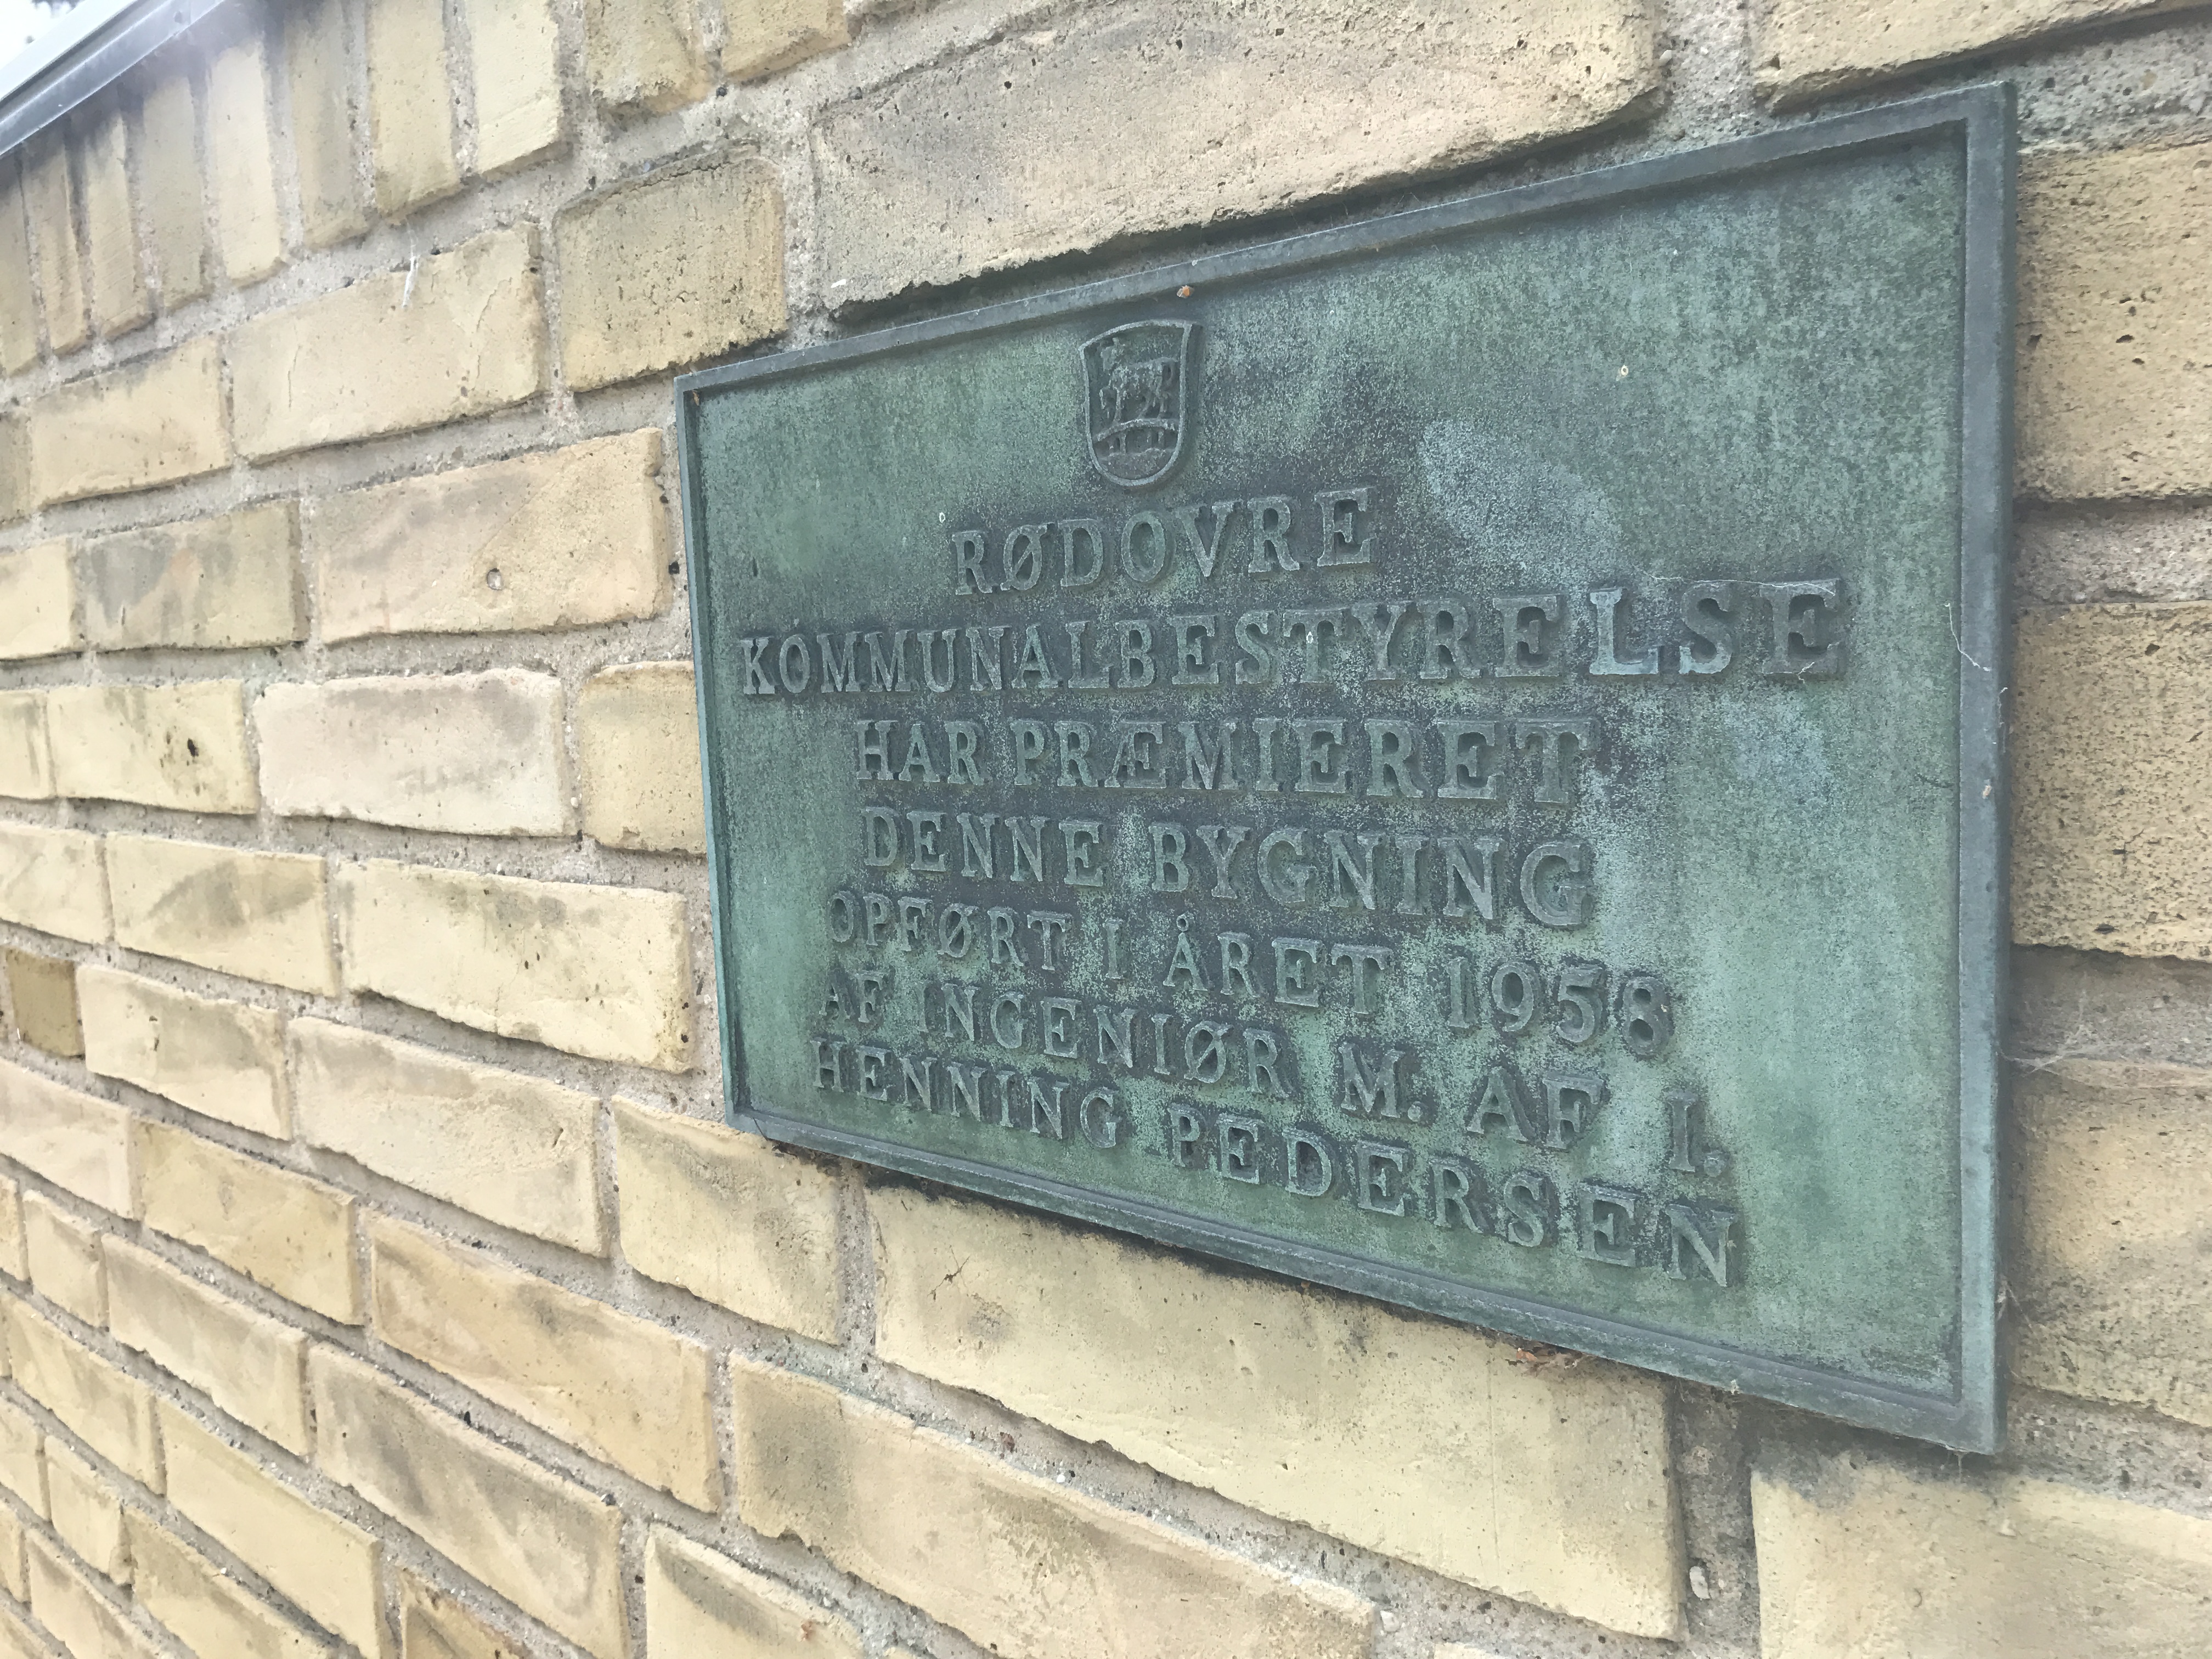 RØDOVRE
KOMMUNALBESTYRELSE
HAR PRÆMIERET
DENNE BYGNING
OPFØRT I ÅRET 1958
AF INGENIØR M. AF I.
HENNING PEDERSEN